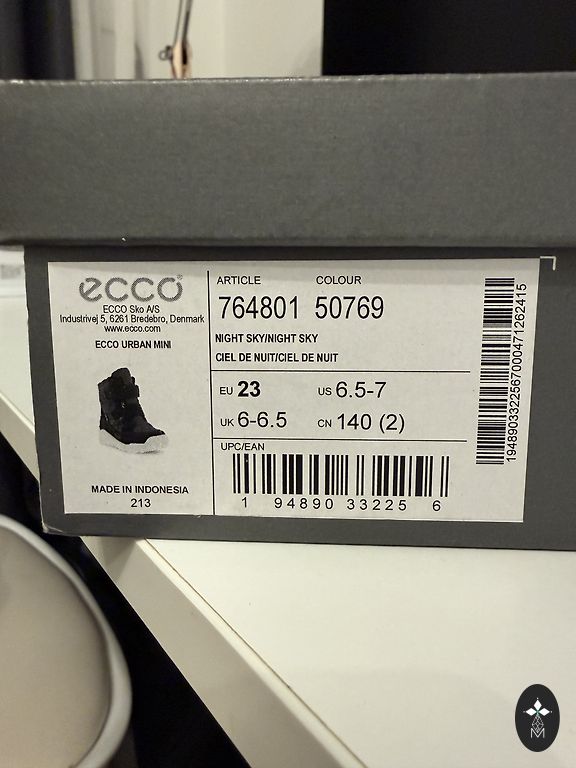 ecco®
ECCO Sko A/S
Industrivej 5, 6261 Bredebro, Denmark
www.ecco.com
ECCO URBAN MINI
MADE IN INDONESIA
213
ARTICLE COLOUR
764801 50769
NIGHT SKY/NIGHT SKY
CIEL DE NUIT/CIEL DE NUIT
EU 23 US 6.5-7
UK 6-6.5 CN 140 (2)
UPC/EAN
1 94890 33225 6
19489033225670004712624​15
M